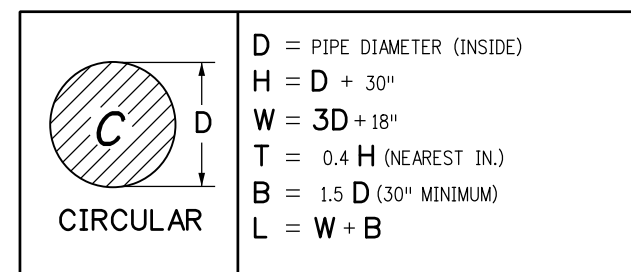 C
D
CIRCULAR
D = PIPE DIAMETER (INSIDE)
H = D + 30"
W = 3D + 18"
T = 0.4 H (NEAREST IN.)
B = 1.5 D (30" MINIMUM)
L = W + B